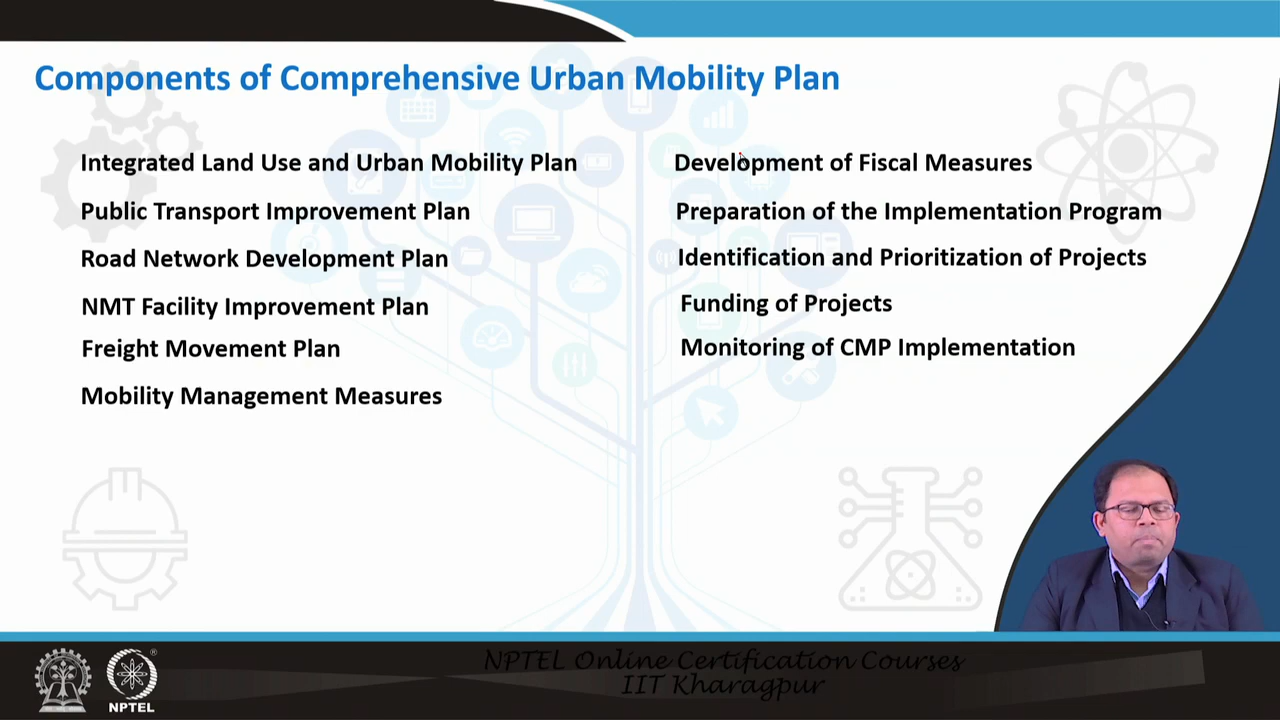 Components of Comprehensive Urban Mobility Plan
Integrated Land Use and Urban Mobility Plan
Public Transport Improvement Plan
Road Network Development Plan
NMT Facility Improvement Plan
Freight Movement Plan
Mobility Management Measures
Development of Fiscal Measures
Preparation of the Implementation Program
Identification and Prioritization of Projects
Funding of Projects
Monitoring of CMP Implementation
NPTEL Online Certification Courses
IIT Kharagpur
NPTEL
®